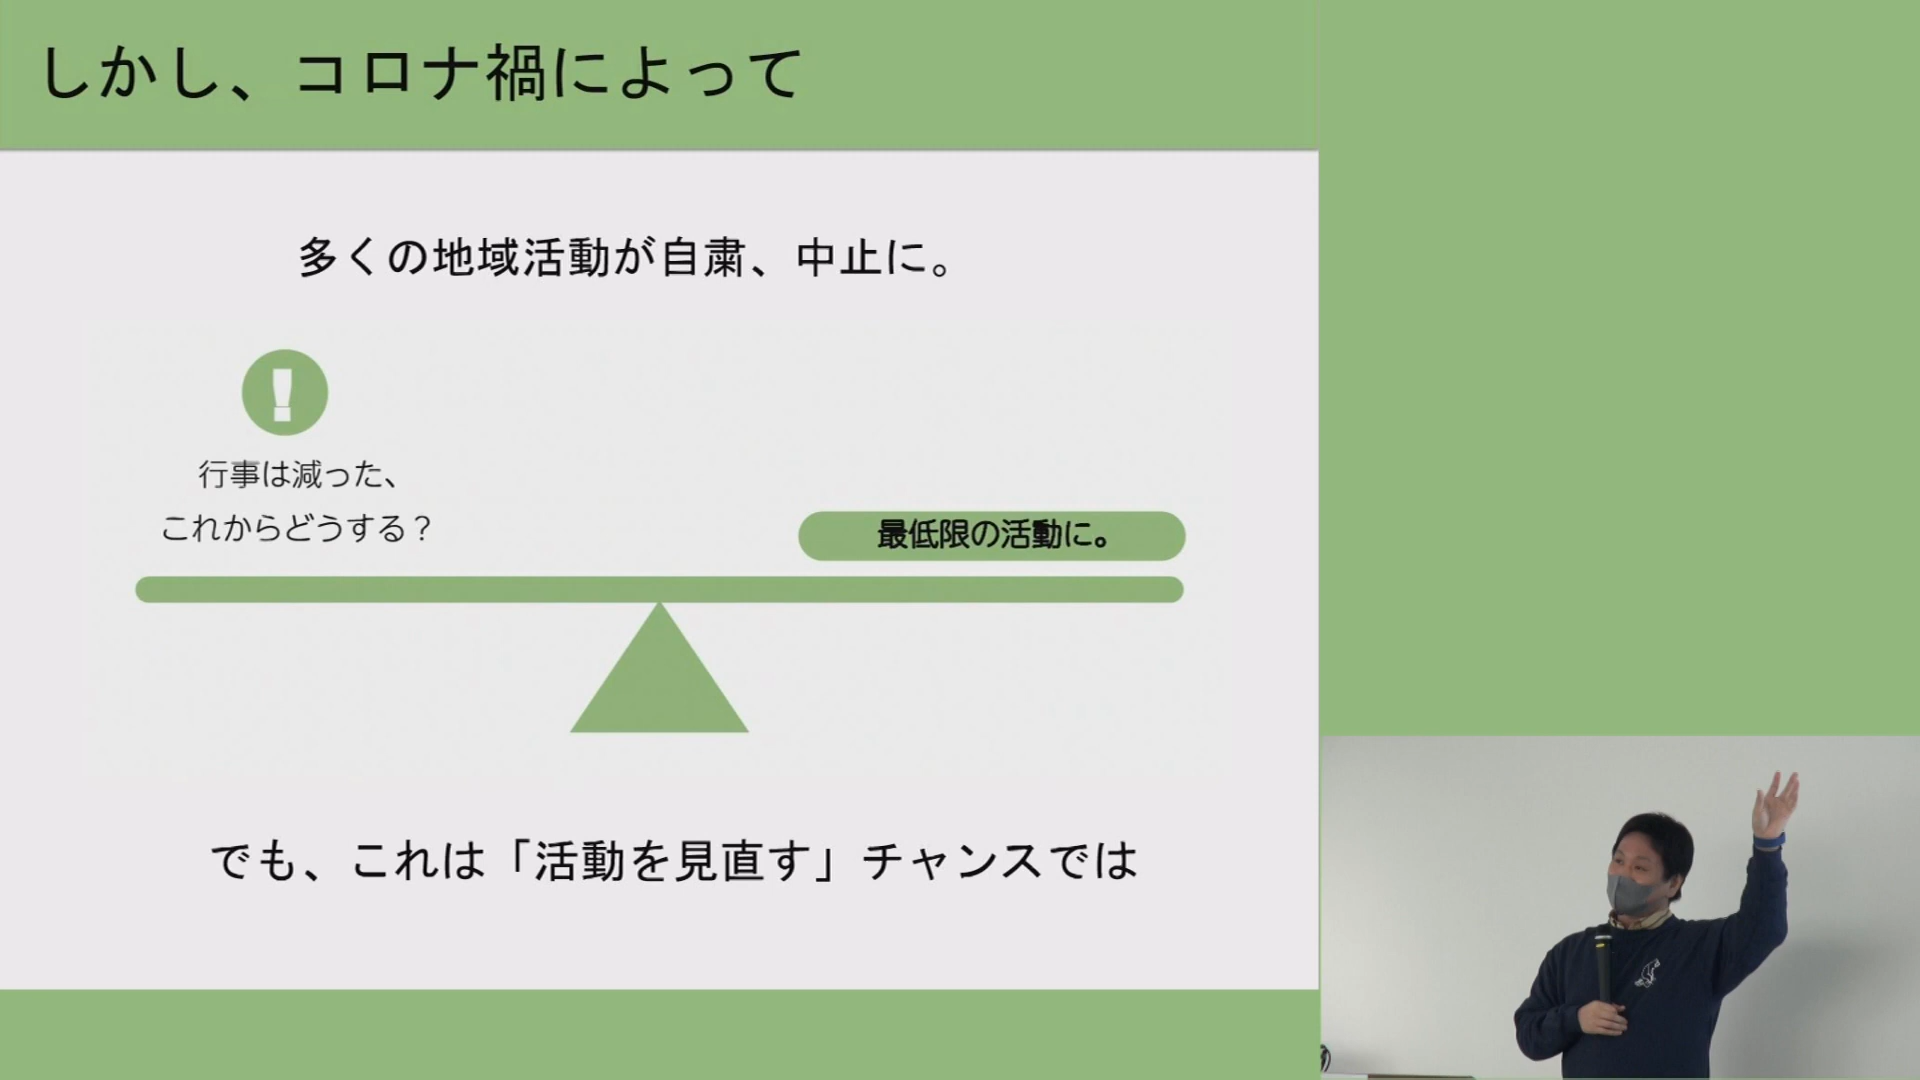 しかし、コロナ禍によって
多くの地域活動が自粛、中止に。
行事は減った、
これからどうする？
最低限の活動に。
でも、これは「活動を見直す」チャンスでは